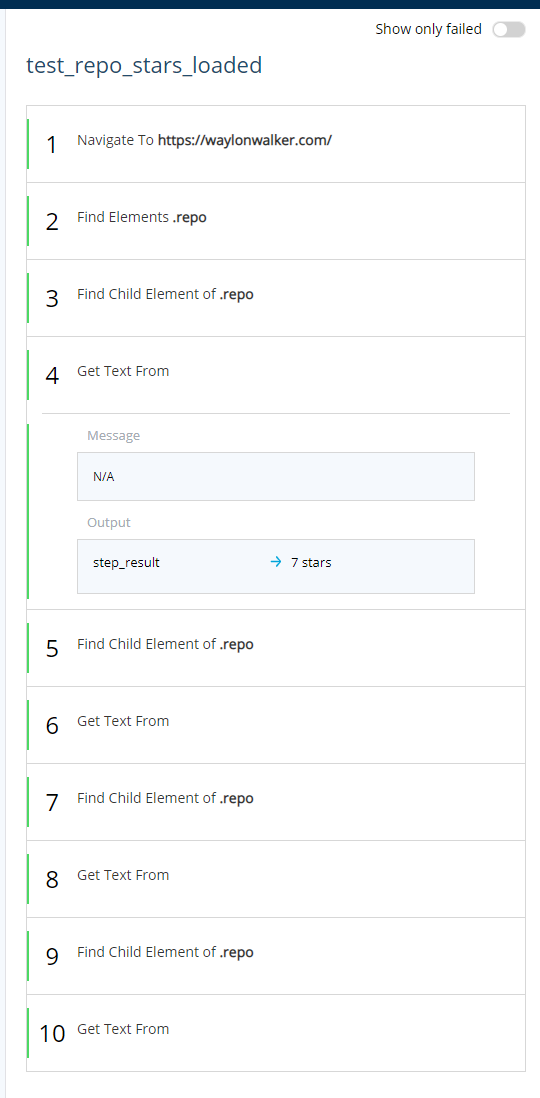 Show only failed
test_repo_stars_loaded
1 Navigate To https://waylonwalker.com/
2 Find Elements .repo
3 Find Child Element of .repo
4 Get Text From
Message
N/A
Output
step_result → 7 stars
5 Find Child Element of .repo
6 Get Text From
7 Find Child Element of .repo
8 Get Text From
9 Find Child Element of .repo
10 Get Text From